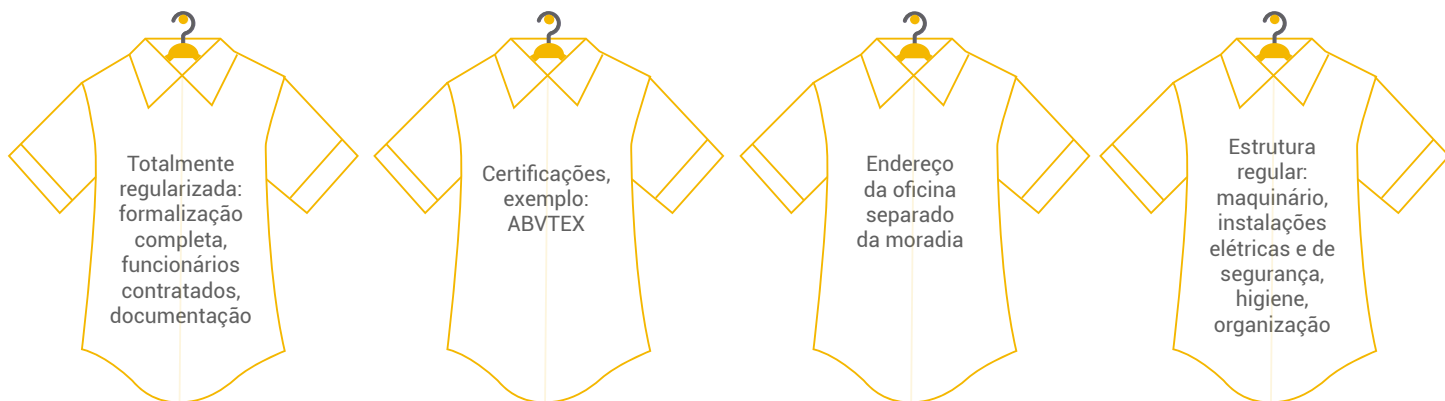 Totalmente
regularizada:
formalização
completa,
funcionários
contratados,
documentação
Certificações,
exemplo:
ABVTEX
Endereço
da oficina
separado
da moradia
Estrutura
regular:
maquinário,
instalações
elétricas e de
segurança,
higiene,
organização